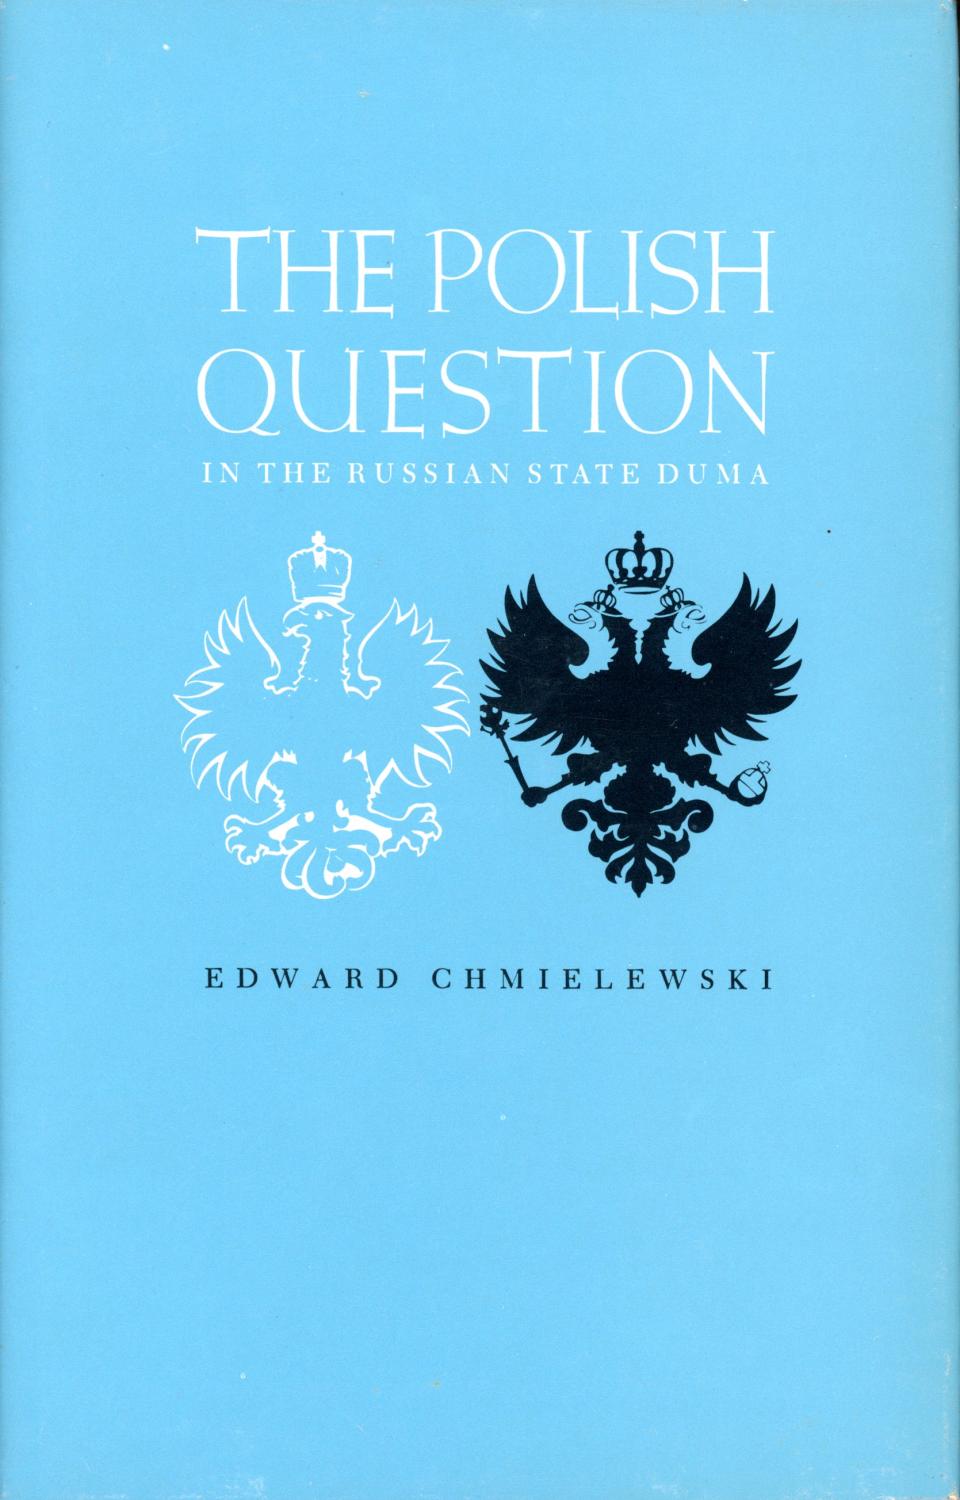 THE POLISH
QUESTION
IN THE RUSSIAN STATE DUMA
EDWARD CHMIELEWSKI